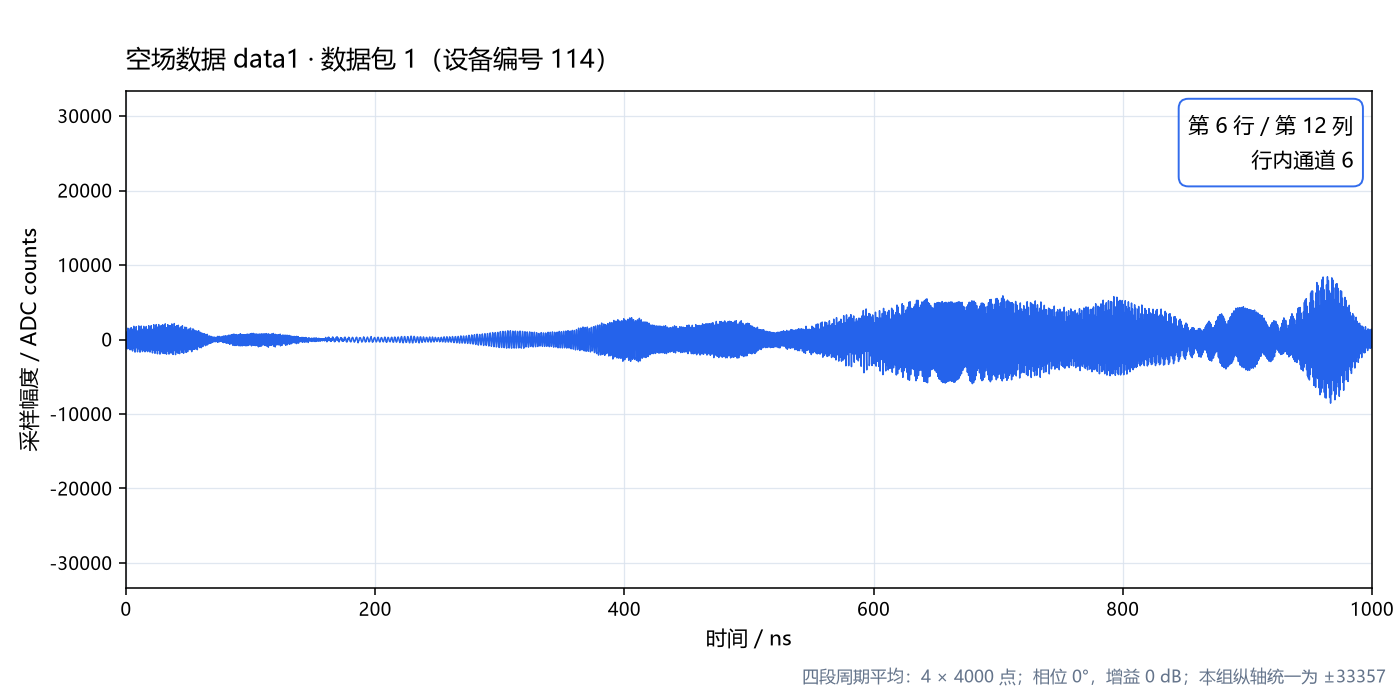 空场数据 data1 · 数据包 1（设备编号 114）
第 6 行 / 第 12 列
行内通道 6
采样幅度 / ADC counts
30000
20000
10000
0
-10000
-20000
-30000
0 200 400 600 800 1000
时间 / ns
四段周期平均：4 × 4000 点；相位 0°，增益 0 dB；本组纵轴统一为 ±33357